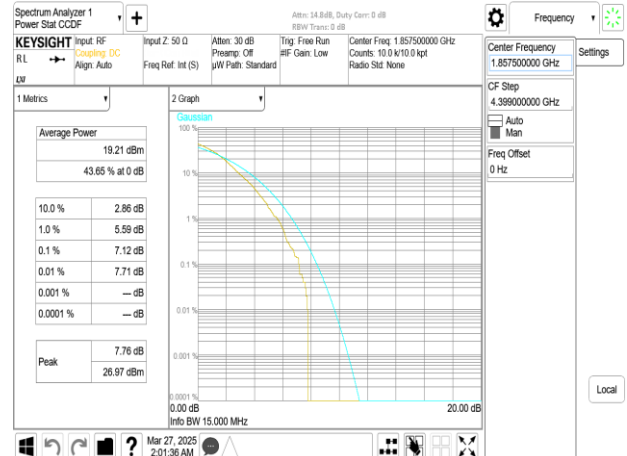 Spectrum Analyzer 1
Power Stat CCDF
Attn: 14.8dB, Duty Corr: 0 dB
RBW Trans: 0 dB
Frequency
KEYSIGHT
RL
LXI
Input: RF
Coupling: DC
Align: Auto
Input Z: 50 Ω
Freq Ref: Int (S)
Atten: 30 dB
Preamp: Off
µW Path: Standard
Trig: Free Run
#IF Gain: Low
Center Freq: 1.857500000 GHz
Counts: 10.0 k/10.0 kpt
Radio Std: None
Center Frequency
1.857500000 GHz
Settings
CF Step
4.399000000 GHz
Auto
Man
Freq Offset
0 Hz
Local
1 Metrics
Average Power
19.21 dBm
43.65 % at 0 dB
10.0 % 2.86 dB
1.0 % 5.59 dB
0.1 % 7.12 dB
0.01 % 7.71 dB
0.001 % --- dB
0.0001 % --- dB
Peak
7.76 dB
26.97 dBm
2 Graph
Gaussian
100 %
10 %
1 %
0.1 %
0.01 %
0.001 %
0.0001 %
0.00 dB 20.00 dB
Info BW 15.000 MHz
Mar 27, 2025
2:01:36 AM